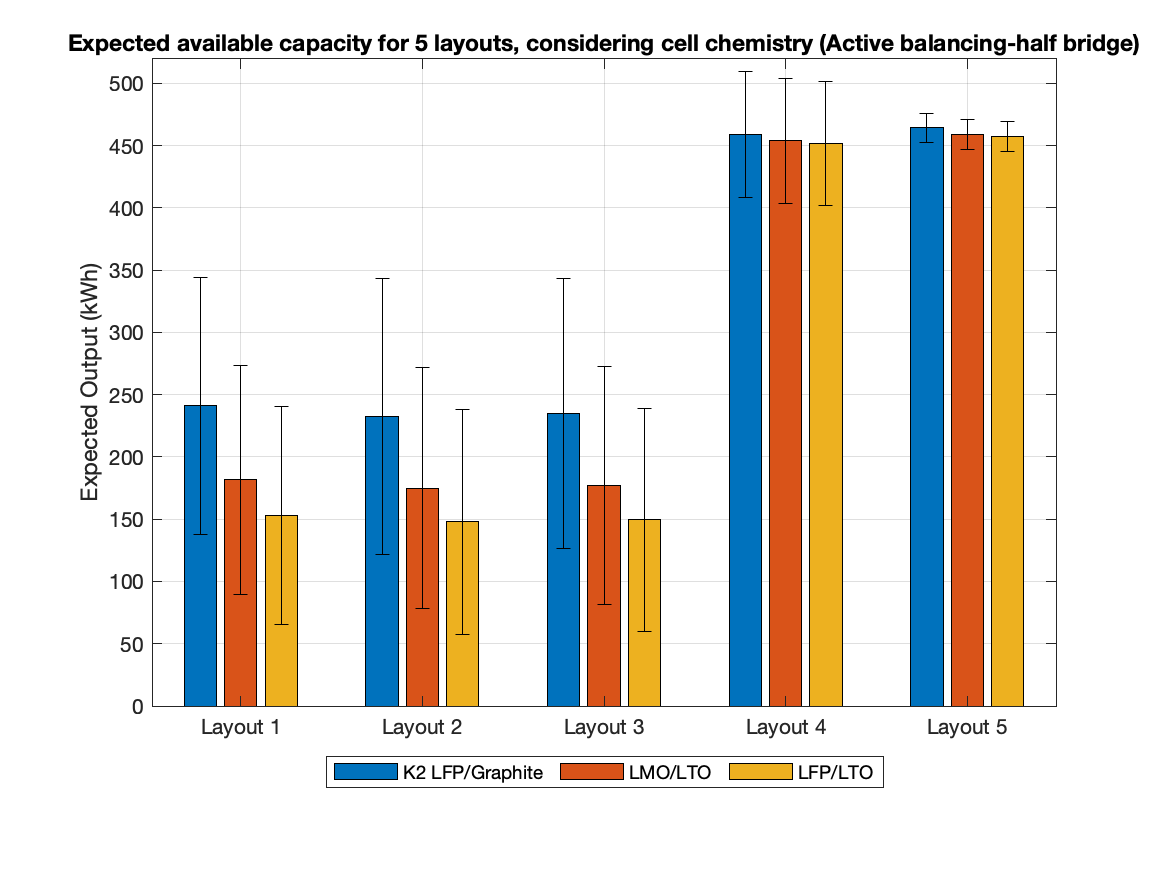 Expected available capacity for 5 layouts, considering cell chemistry (Active balancing-half bridge)
Expected Output (kWh)
500
450
400
350
300
250
200
150
100
50
0
Layout 1 Layout 2 Layout 3 Layout 4 Layout 5
K2 LFP/Graphite LMO/LTO LFP/LTO